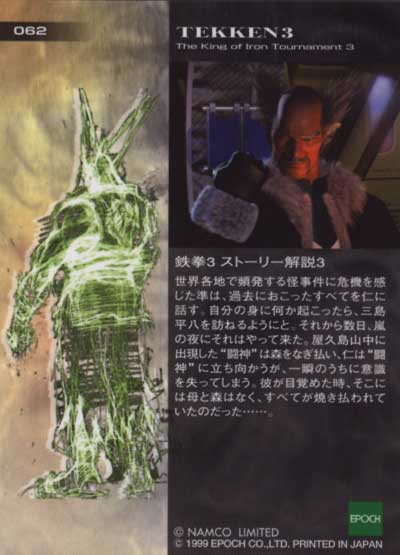 062
TEKKEN3
The King of Iron Tournament 3
鉄拳3 ストーリー解説3
世界各地で頻発する怪事件に危機を感
じた準は、過去におこったすべてを仁に
話す。自分の身に何か起こったら、三島
平八を訪ねるようにと。それから数日、嵐
の夜にそれはやって来た。屋久島山中に
出現した“闘神”は森をなぎ払い、仁は“闘
神”に立ち向かうが、一瞬のうちに意識
を失ってしまう。彼が目覚めた時、そこに
は母と森はなく、すべてが焼き払われて
いたのだった……。
EPOCH
© NAMCO LIMITED
© 1999 EPOCH CO.,LTD. PRINTED IN JAPAN